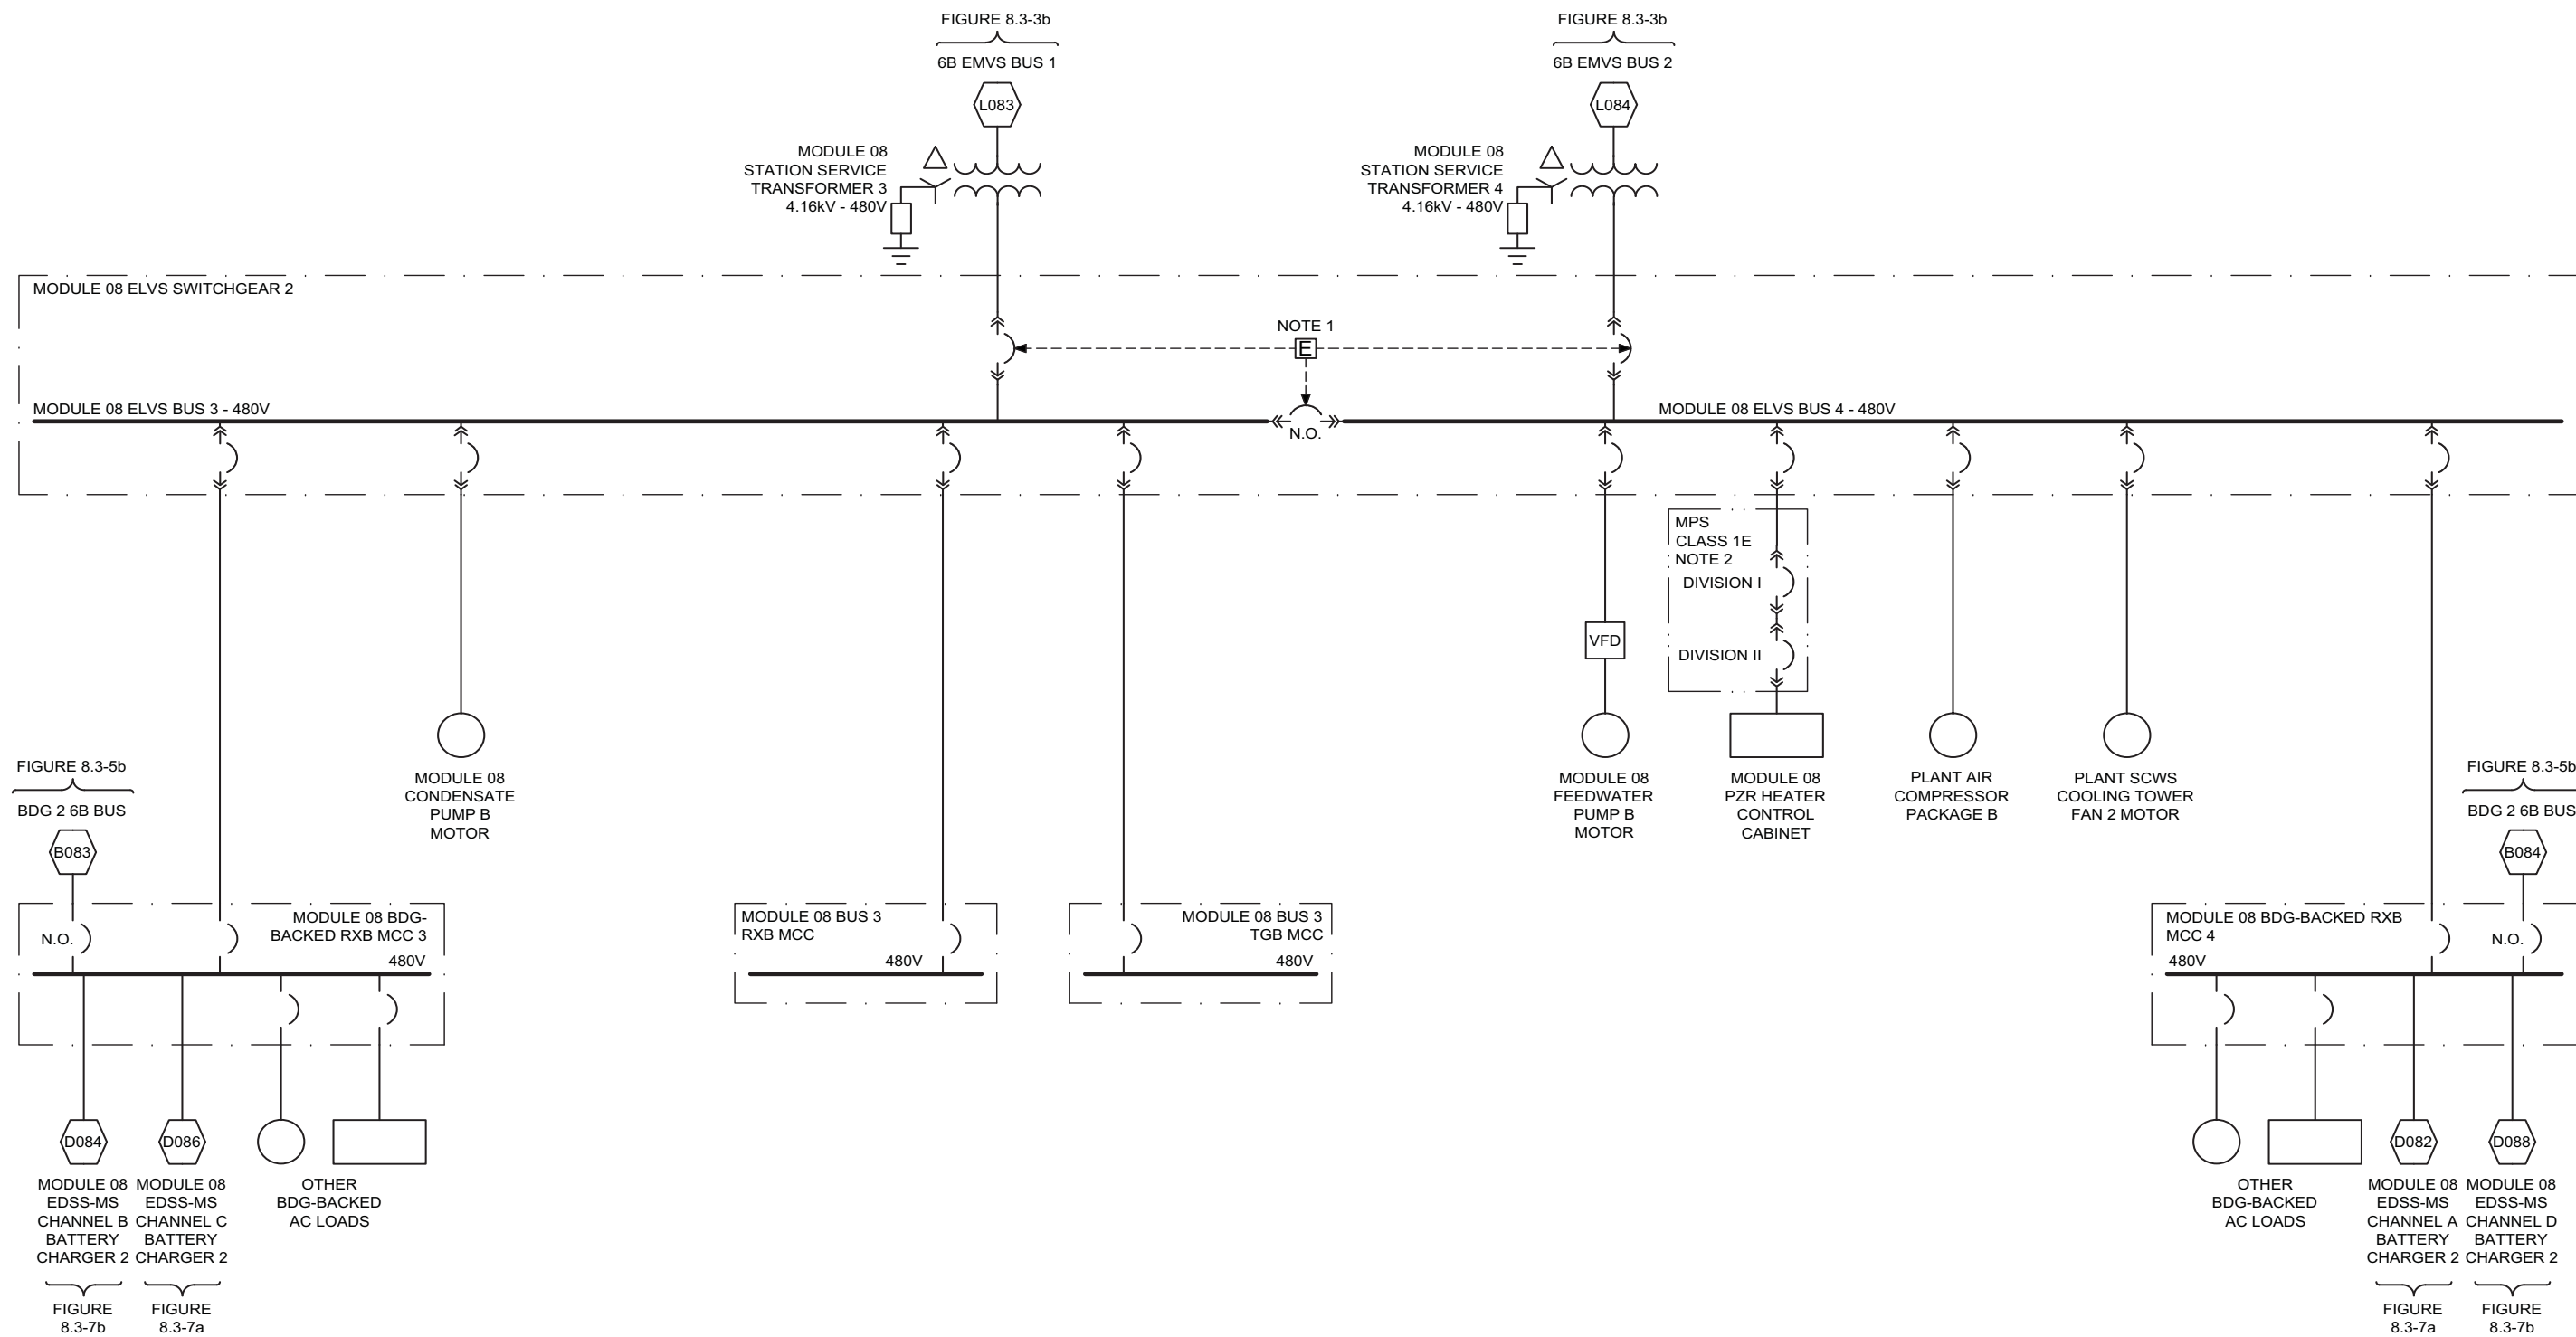 FIGURE 8.3-3b
6B EMVS BUS 1
L083
MODULE 08
STATION SERVICE
TRANSFORMER 3
4.16kV - 480V
FIGURE 8.3-3b
6B EMVS BUS 2
L084
MODULE 08
STATION SERVICE
TRANSFORMER 4
4.16kV - 480V
MODULE 08 ELVS SWITCHGEAR 2
NOTE 1
E
MODULE 08 ELVS BUS 3 - 480V
N.O.
MODULE 08 ELVS BUS 4 - 480V
MPS
CLASS 1E
NOTE 2
DIVISION I
DIVISION II
VFD
MODULE 08
CONDENSATE
PUMP B
MOTOR
MODULE 08
FEEDWATER
PUMP B
MOTOR
MODULE 08
PZR HEATER
CONTROL
CABINET
PLANT AIR
COMPRESSOR
PACKAGE B
PLANT SCWS
COOLING TOWER
FAN 2 MOTOR
FIGURE 8.3-5b
BDG 2 6B BUS
B083
N.O.
MODULE 08 BDG-
BACKED RXB MCC 3
480V
MODULE 08 BUS 3
RXB MCC
480V
MODULE 08 BUS 3
TGB MCC
480V
FIGURE 8.3-5b
BDG 2 6B BUS
B084
MODULE 08 BDG-BACKED RXB
MCC 4
N.O.
480V
D084
MODULE 08
EDSS-MS
CHANNEL B
BATTERY
CHARGER 2
FIGURE
8.3-7b
D086
MODULE 08
EDSS-MS
CHANNEL C
BATTERY
CHARGER 2
FIGURE
8.3-7a
OTHER
BDG-BACKED
AC LOADS
OTHER
BDG-BACKED
AC LOADS
D082
MODULE 08
EDSS-MS
CHANNEL A
BATTERY
CHARGER 2
FIGURE
8.3-7a
D088
MODULE 08
EDSS-MS
CHANNEL D
BATTERY
CHARGER 2
FIGURE
8.3-7b